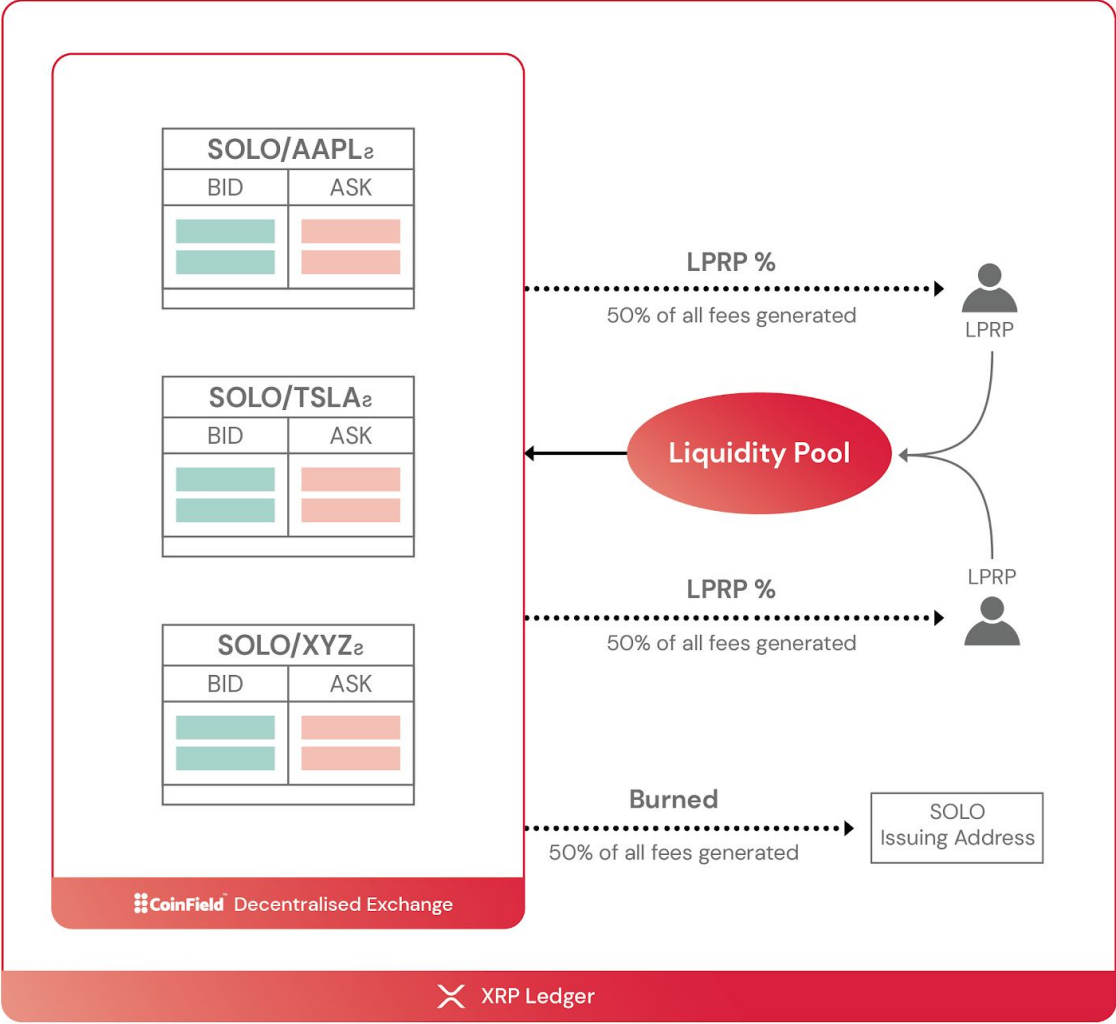 SOLO/AAPLƨ
BID ASK
SOLO/TSLAƨ
BID ASK
SOLO/XYZƨ
BID ASK
CoinField™ Decentralised Exchange
LPRP %
50% of all fees generated
LPRP
Liquidity Pool
LPRP
LPRP %
50% of all fees generated
Burned
50% of all fees generated
SOLO
Issuing Address
XRP Ledger